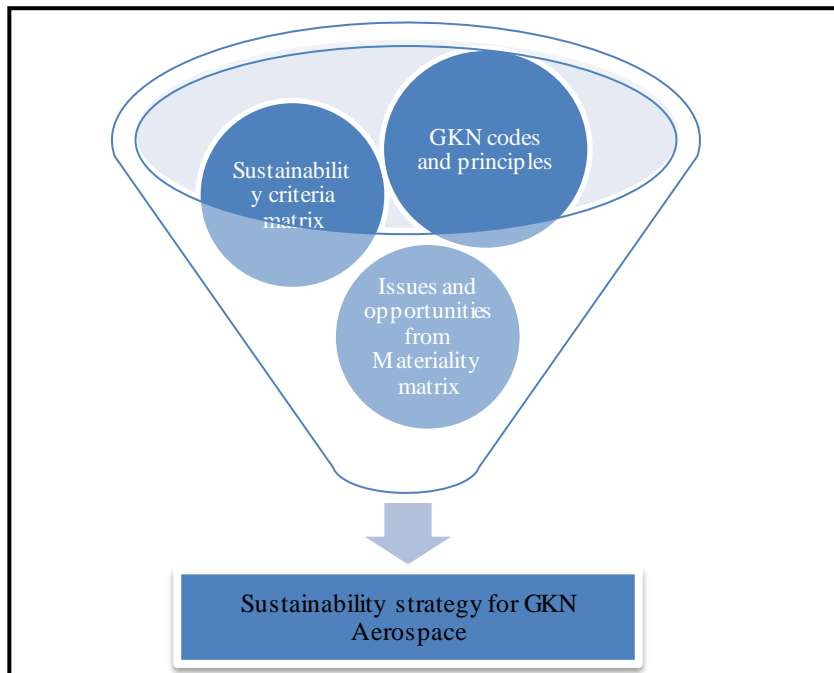 Sustainabilit
y criteria
matrix
GKN codes
and principles
Issues and
opportunities
from
Materiality
matrix
Sustainability strategy for GKN
Aerospace